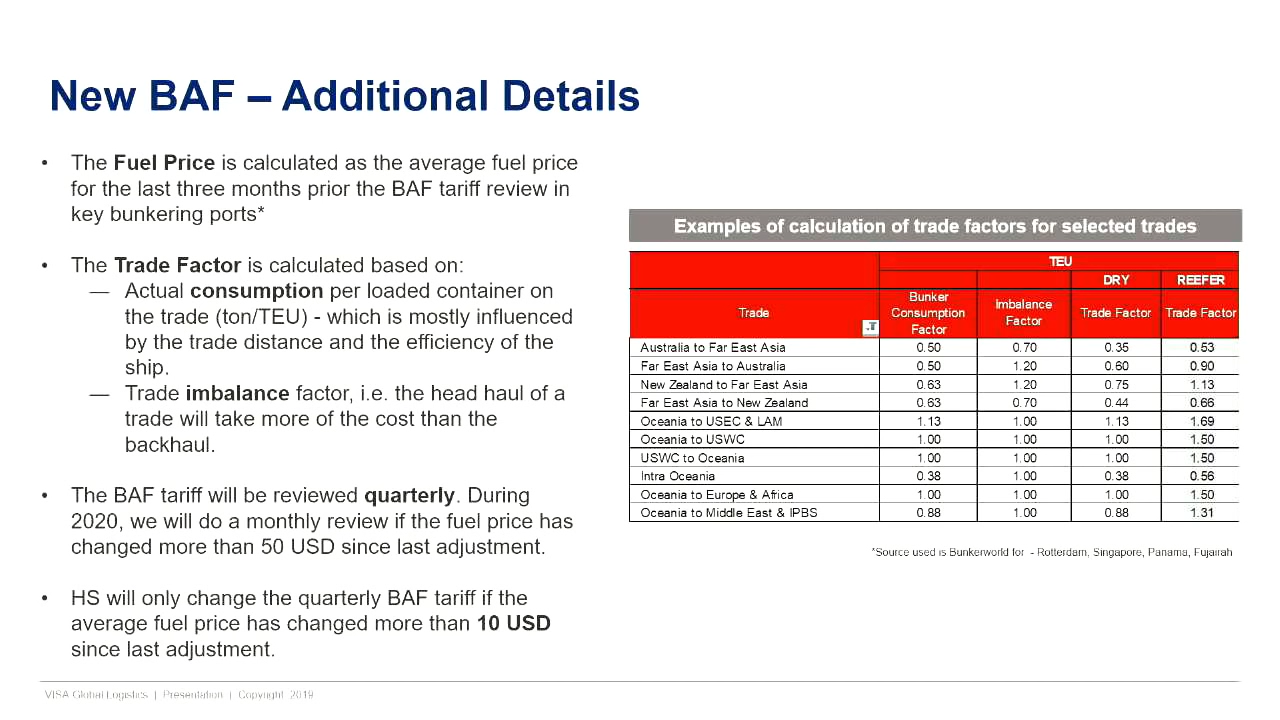 New BAF – Additional Details
• The Fuel Price is calculated as the average fuel price
for the last three months prior the BAF tariff review in
key bunkering ports*
• The Trade Factor is calculated based on:
— Actual consumption per loaded container on
the trade (ton/TEU) - which is mostly influenced
by the trade distance and the efficiency of the
ship.
— Trade imbalance factor, i.e. the head haul of a
trade will take more of the cost than the
backhaul.
• The BAF tariff will be reviewed quarterly. During
2020, we will do a monthly review if the fuel price has
changed more than 50 USD since last adjustment.
• HS will only change the quarterly BAF tariff if the
average fuel price has changed more than 10 USD
since last adjustment.
Examples of calculation of trade factors for selected trades
TEU
DRY REEFER
Trade Bunker Consumption Factor Imbalance Factor Trade Factor Trade Factor
Australia to Far East Asia 0.50 0.70 0.35 0.53
Far East Asia to Australia 0.50 1.20 0.60 0.90
New Zealand to Far East Asia 0.63 1.20 0.75 1.13
Far East Asia to New Zealand 0.63 0.70 0.44 0.66
Oceania to USEC & LAM 1.13 1.00 1.13 1.69
Oceania to USWC 1.00 1.00 1.00 1.50
USWC to Oceania 1.00 1.00 1.00 1.50
Intra Oceania 0.38 1.00 0.38 0.56
Oceania to Europe & Africa 1.00 1.00 1.00 1.50
Oceania to Middle East & IPBS 0.88 1.00 0.88 1.31
*Source used is Bunkerworld for - Rotterdam, Singapore, Panama, Fujairah
VISA Global Logistics | Presentation | Copyright 2019